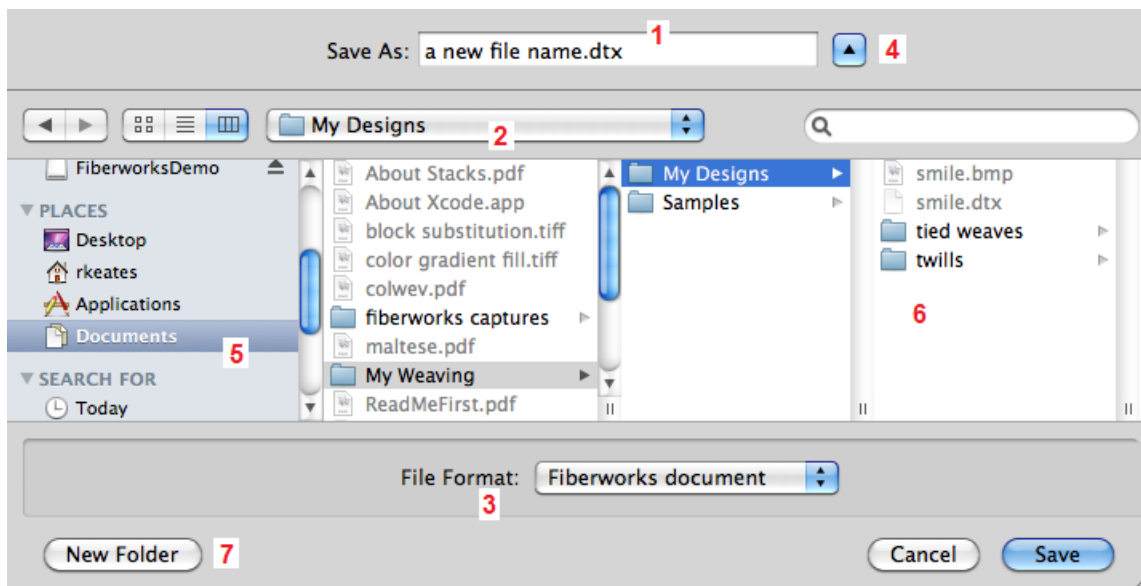 Save As: a new file name.dtx 1 4
My Designs 2
FiberworksDemo
PLACES
Desktop
rkeates
Applications
Documents 5
SEARCH FOR
Today
About Stacks.pdf
About Xcode.app
block substitution.tiff
color gradient fill.tiff
colwev.pdf
fiberworks captures
maltese.pdf
My Weaving
ReadMeFirst.pdf
My Designs
Samples
smile.bmp
smile.dtx
tied weaves
twills
6
File Format: Fiberworks document
3
New Folder 7 Cancel Save